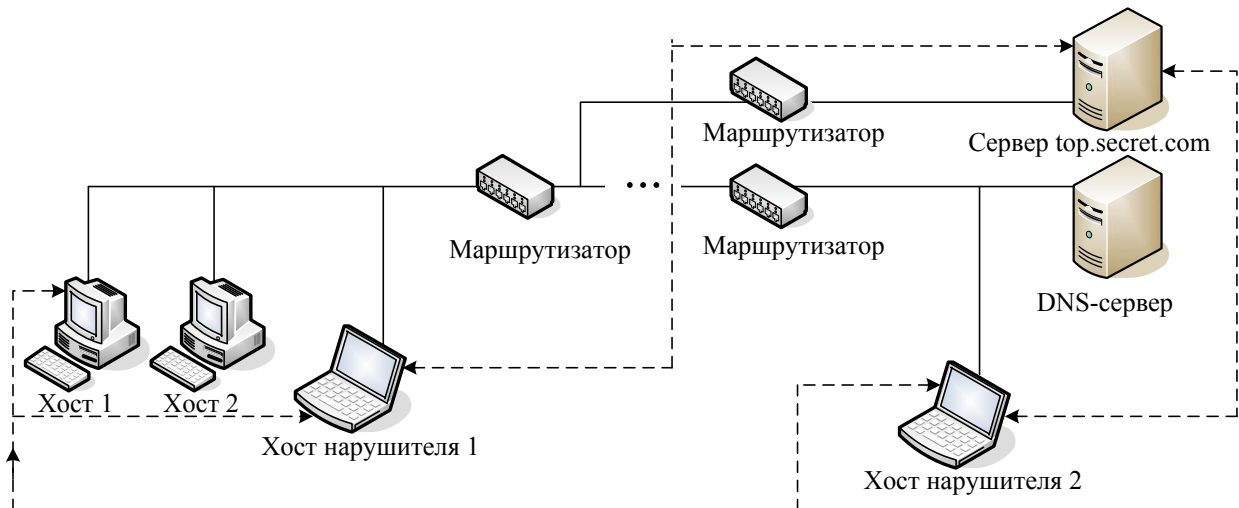 Маршрутизатор
Сервер top.secret.com
Маршрутизатор
Маршрутизатор
DNS-сервер
Хост 1
Хост 2
Хост нарушителя 1
Хост нарушителя 2